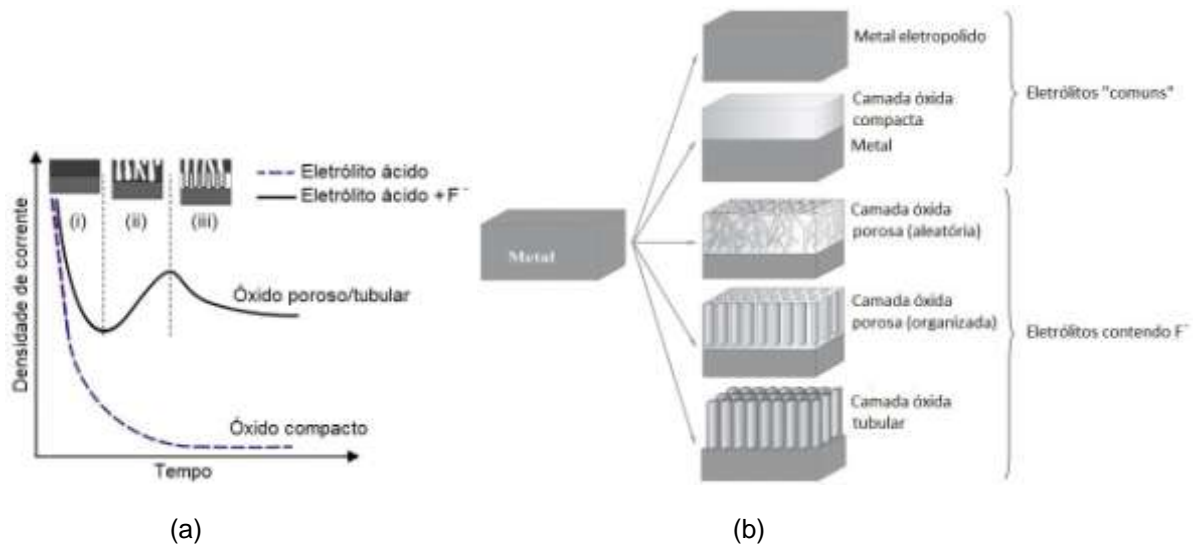 Densidade de corrente
(i)
(ii)
(iii)
Eletrólito ácido
Eletrólito ácido + F⁻
Óxido poroso/tubular
Óxido compacto
Tempo
(a)
Metal
Metal eletropolido
Camada óxida
compacta
Metal
Camada óxida
porosa (aleatória)
Camada óxida
porosa (organizada)
Camada óxida
tubular
Eletrólitos "comuns"
Eletrólitos contendo F⁻
(b)